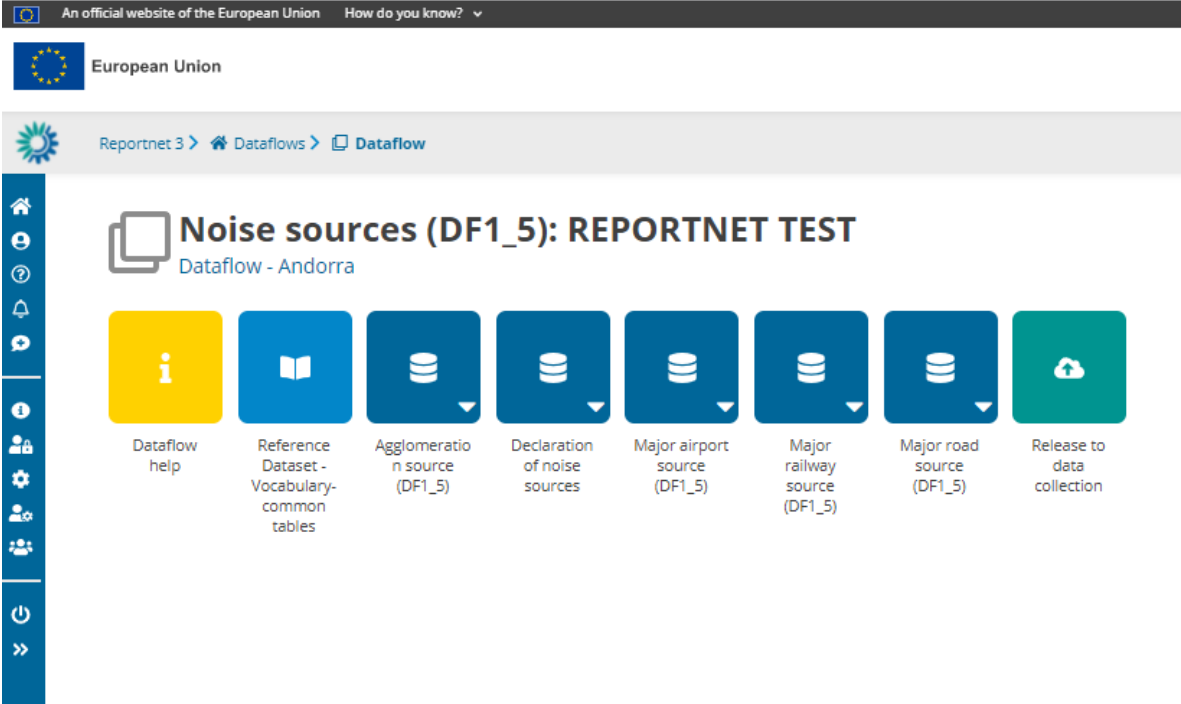 An official website of the European Union How do you know?
European Union
Reportnet 3 Dataflows Dataflow
Noise sources (DF1_5): REPORTNET TEST
Dataflow - Andorra
Dataflow
help
Reference
Dataset -
Vocabulary-
common
tables
Agglomeratio
n source
(DF1_5)
Declaration
of noise
sources
Major airport
source
(DF1_5)
Major
railway
source
(DF1_5)
Major road
source
(DF1_5)
Release to
data
collection